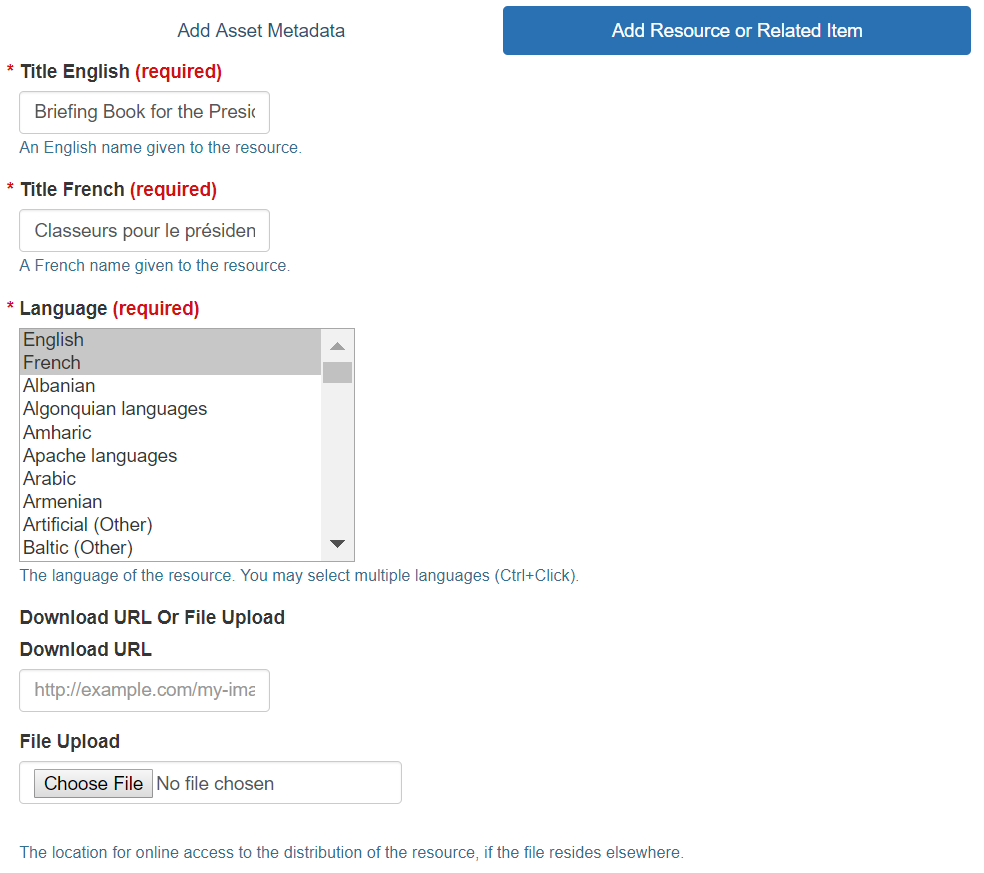 Add Asset Metadata
Add Resource or Related Item
* Title English (required)
Briefing Book for the Presi
An English name given to the resource.
* Title French (required)
Classeurs pour le présiden
A French name given to the resource.
* Language (required)
English
French
Albanian
Algonquian languages
Amharic
Apache languages
Arabic
Armenian
Artificial (Other)
Baltic (Other)
The language of the resource. You may select multiple languages (Ctrl+Click).
Download URL Or File Upload
Download URL
http://example.com/my-ima
File Upload
Choose File No file chosen
The location for online access to the distribution of the resource, if the file resides elsewhere.